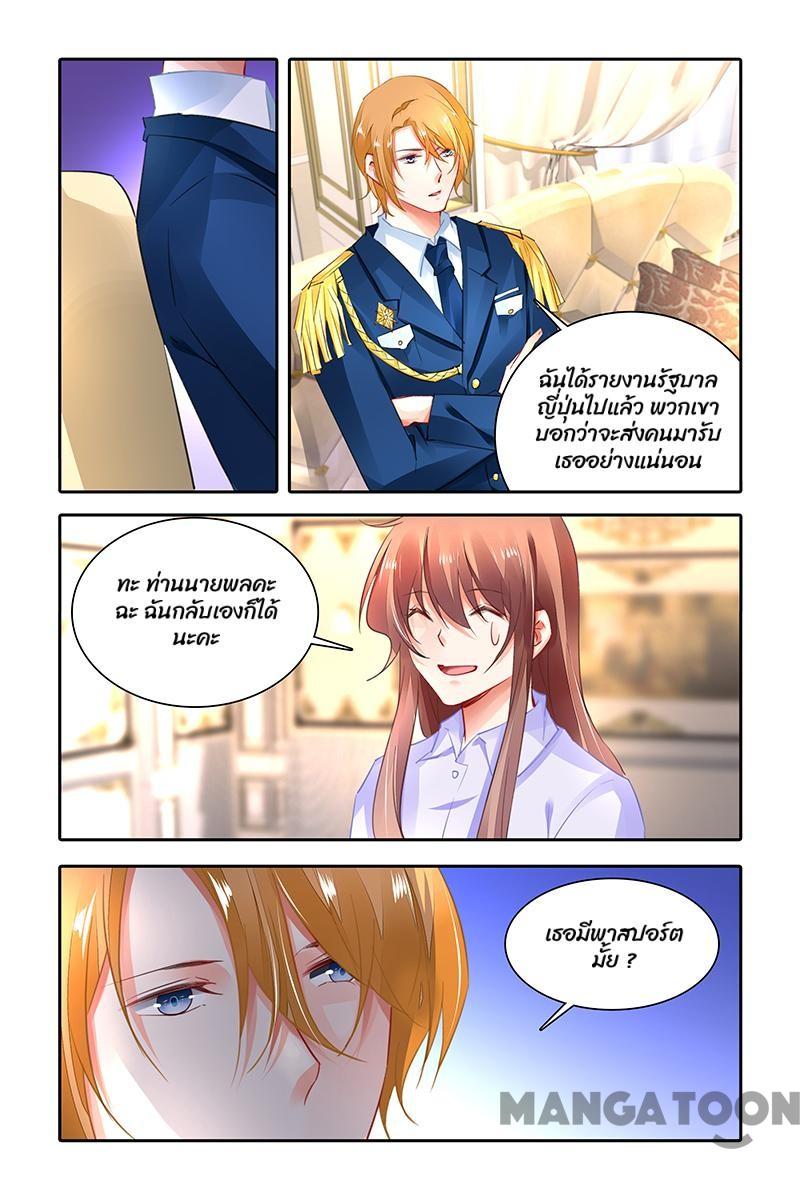 ฉันได้รายงานรัฐบาล
ญี่ปุ่นไปแล้ว พวกเขา
บอกว่าจะส่งคนมารับ
เธออย่างแน่นอน
ทะ ท่านนายพลคะ
ฉะ ฉันกลับเองก็ได้
นะคะ
เธอมีพาสปอร์ต
มั้ย ?
MANGATOON